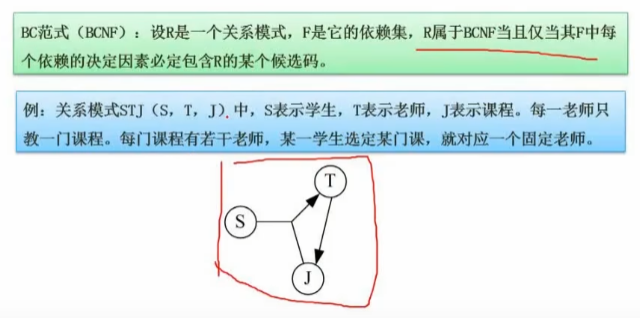 BC范式（BCNF）：设R是一个关系模式，F是它的依赖集，R属于BCNF当且仅当其F中每
个依赖的决定因素必定包含R的某个候选码。
例：关系模式STJ（S，T，J）中，S表示学生，T表示老师，J表示课程。每一老师只
教一门课程。每门课程有若干老师，某一学生选定某门课，就对应一个固定老师。
T
S
J